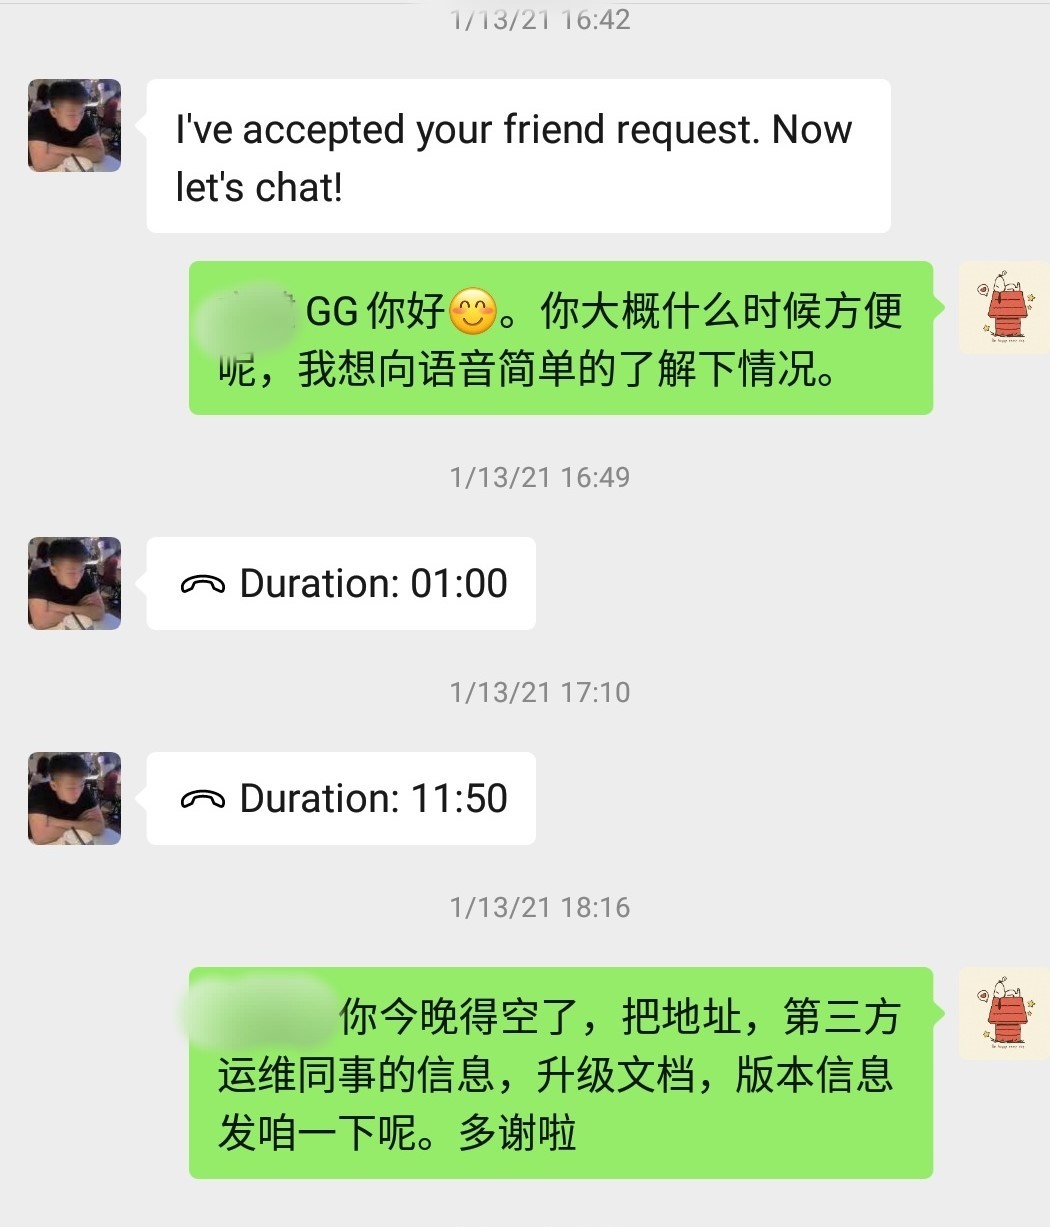 1/13/21 16:42
I've accepted your friend request. Now
let's chat!
GG 你好😊。你大概什么时候方便
呢，我想向语音简单的了解下情况。
1/13/21 16:49
Duration: 01:00
1/13/21 17:10
Duration: 11:50
1/13/21 18:16
你今晚得空了，把地址，第三方
运维同事的信息，升级文档，版本信息
发咱一下呢。多谢啦